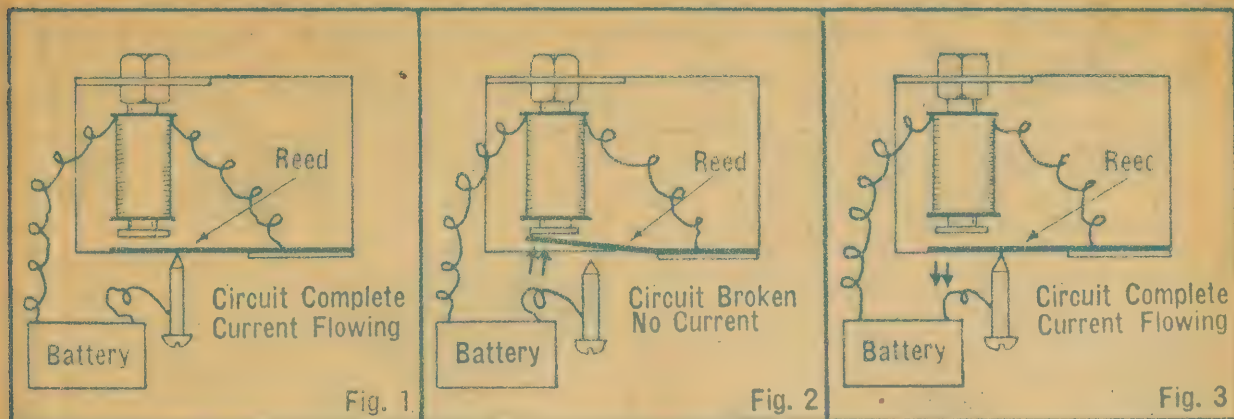 Reed
Circuit Complete
Current Flowing
Battery
Fig. 1
Reed
Circuit Broken
No Current
Battery
Fig. 2
Reed
Circuit Complete
Current Flowing
Battery
Fig. 3